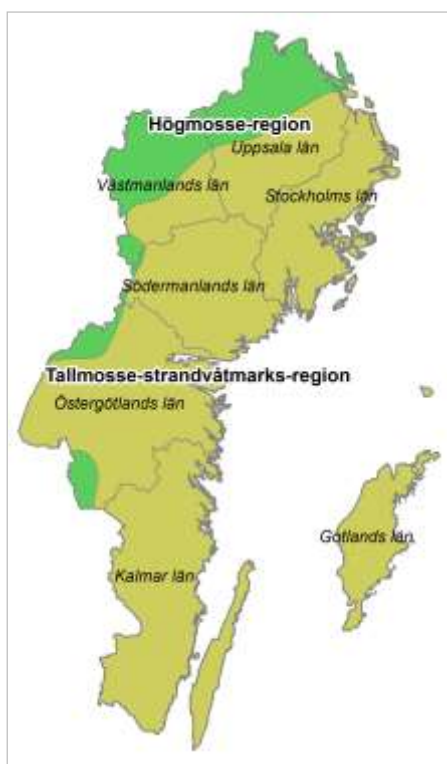 Högmosse-region
Uppsala län
Västmanlands län
Stockholms län
Södermanlands län
Tallmosse-strandvåtmarks-region
Östergötlands län
Gotlands län
Kalmar län